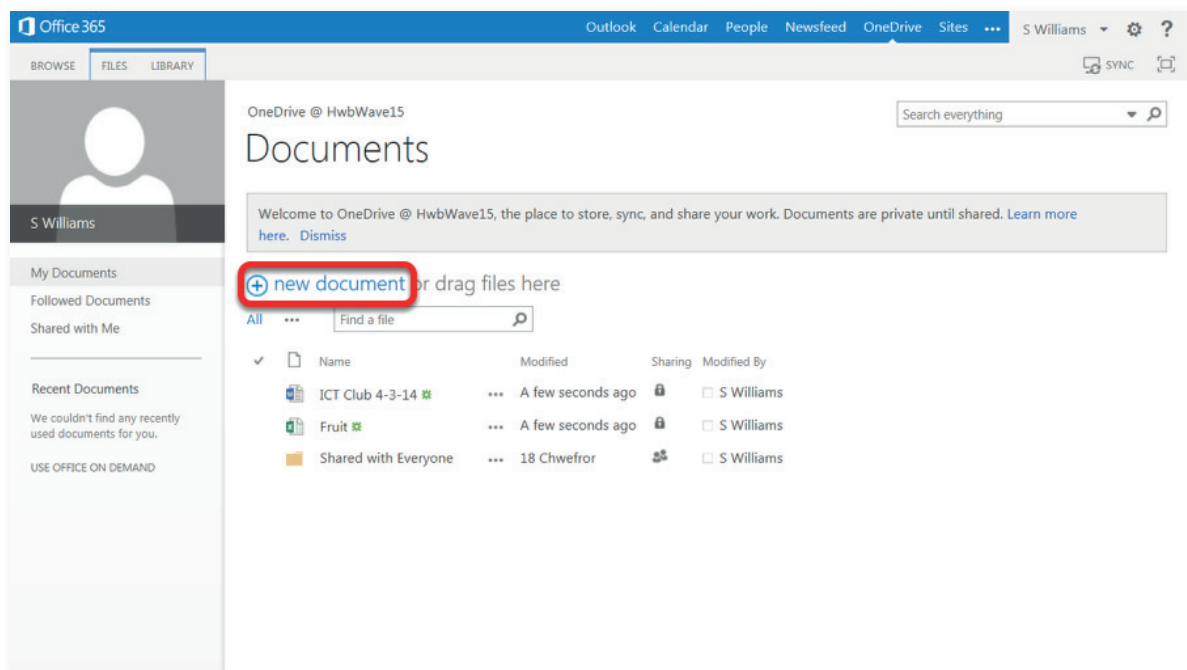 Office 365
Outlook Calendar People Newsfeed OneDrive Sites ••• S Williams ?
BROWSE FILES LIBRARY
SYNC
S Williams
My Documents
Followed Documents
Shared with Me
Recent Documents
We couldn't find any recently
used documents for you.
USE OFFICE ON DEMAND
OneDrive @ HwbWave15
Search everything
Documents
Welcome to OneDrive @ HwbWave15, the place to store, sync, and share your work. Documents are private until shared. Learn more
here. Dismiss
new document or drag files here
All ••• Find a file
Name Modified Sharing Modified By
ICT Club 4-3-14 ••• A few seconds ago S Williams
Fruit ••• A few seconds ago S Williams
Shared with Everyone ••• 18 Chwefror S Williams